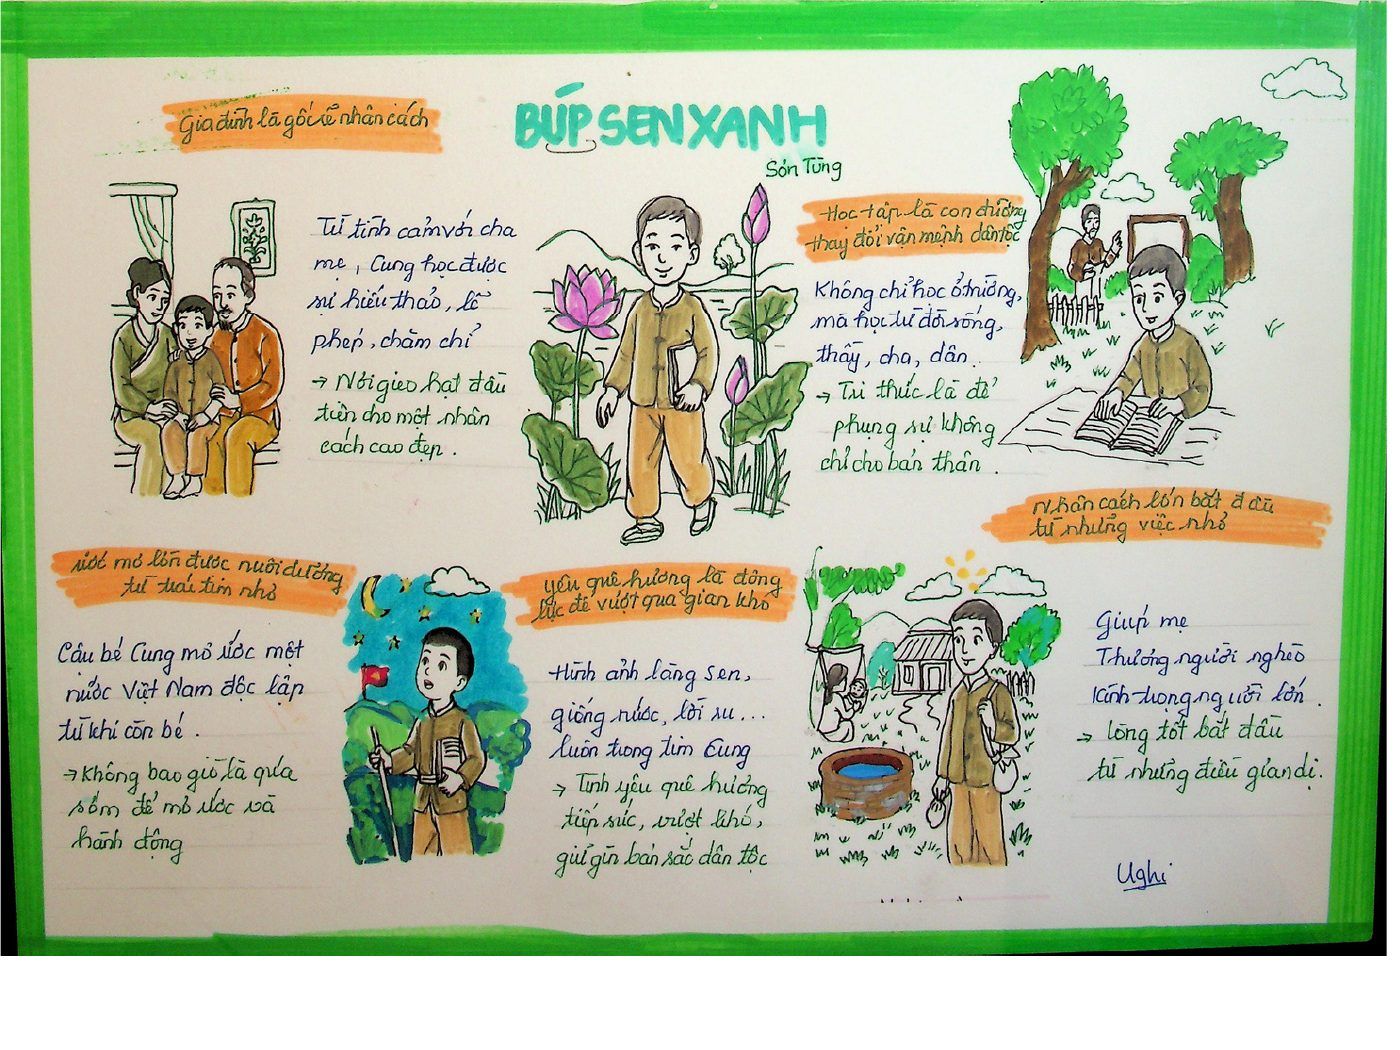 BÚP SEN XANH
Sơn Tùng
Gia đình là gốc rễ nhân cách
Từ tình cảm với cha
mẹ, Cung học được
sự hiếu thảo, lễ
phép, chăm chỉ
→ Nơi gieo hạt đầu
tiên cho một nhân
cách cao đẹp.
Học tập là con đường
thay đổi vận mệnh dân tộc
Không chỉ học ở trường,
mà học từ đời sống,
thầy, cha, dân.
→ Tri thức là để
phụng sự không
chỉ cho bản thân.
Ước mơ lớn được nuôi dưỡng
từ trái tim nhỏ
Cậu bé Cung mơ ước một
nước Việt Nam độc lập
từ khi còn bé.
→ Không bao giờ là quá
sớm để mơ ước và
hành động
yêu quê hương là động
lực để vượt qua gian khó
Hình ảnh làng sen,
giếng nước, lời ru...
luôn trong tim Cung
→ Tình yêu quê hương
tiếp sức, vượt khó,
giữ gìn bản sắc dân tộc
Nhân cách lớn bắt đầu
từ những việc nhỏ
Giúp mẹ
Thương người nghèo
Kính trọng người lớn.
→ lòng tốt bắt đầu
từ những điều giản dị.
Ughi